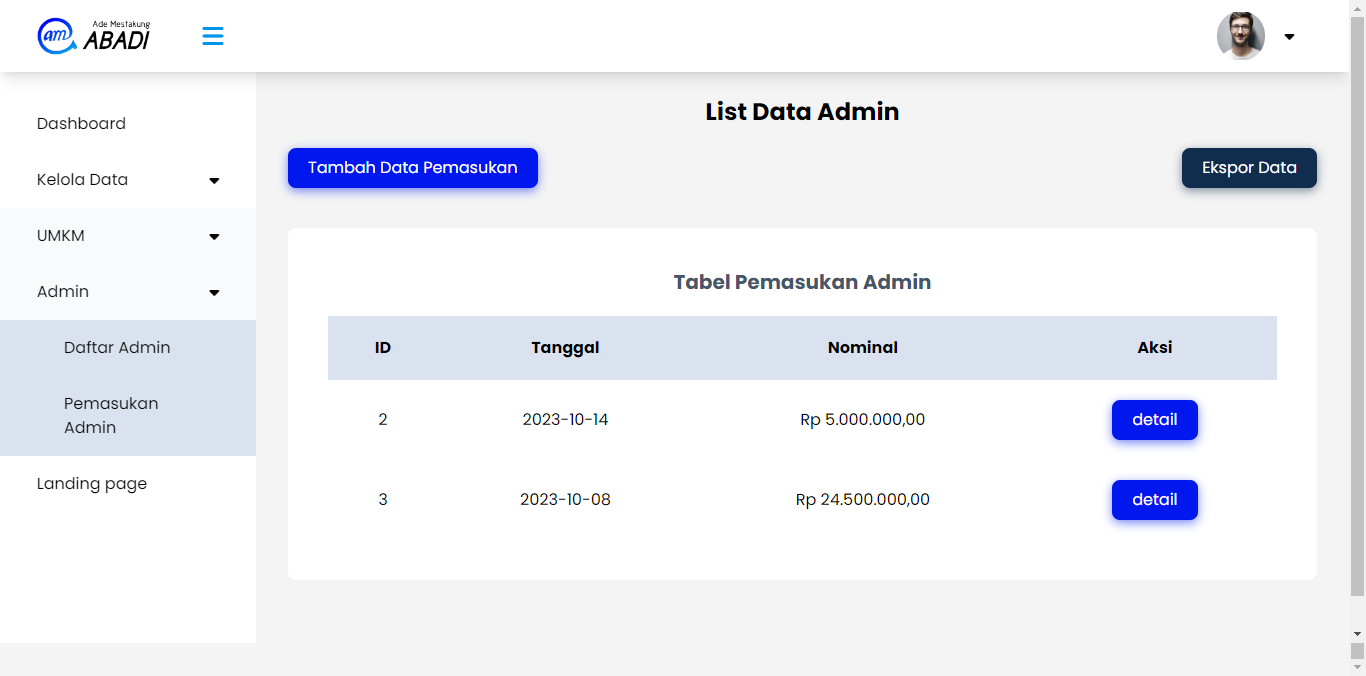 am
Ade Mestakung
ABADI
Dashboard
Kelola Data
UMKM
Admin
Daftar Admin
Pemasukan
Admin
Landing page
List Data Admin
Tambah Data Pemasukan
Ekspor Data
Tabel Pemasukan Admin
ID Tanggal Nominal Aksi
2 2023-10-14 Rp 5.000.000,00 detail
3 2023-10-08 Rp 24.500.000,00 detail